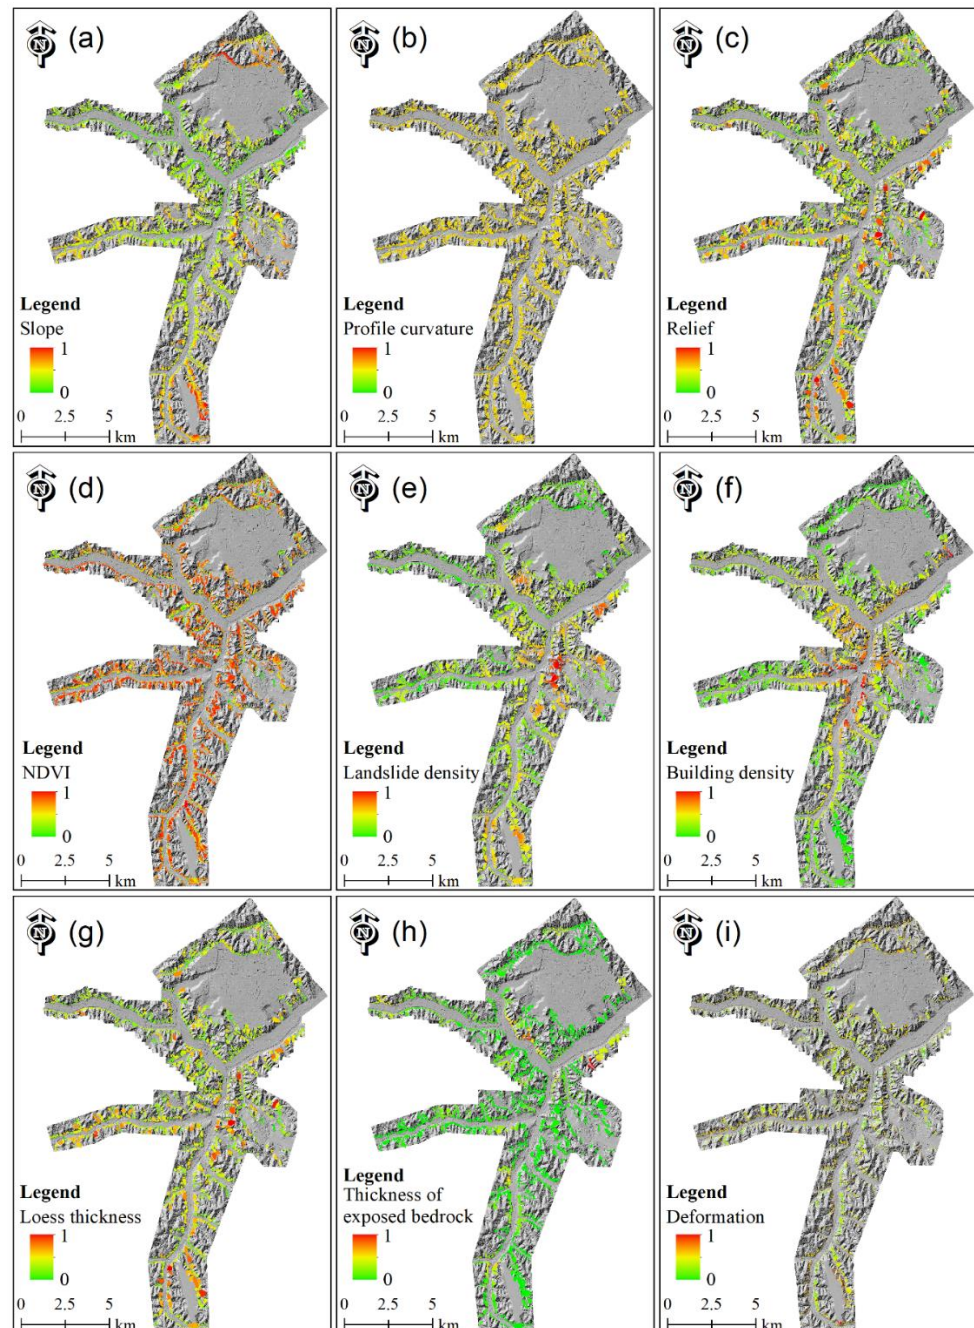 N (a)
Legend
Slope
1
0
0 2.5 5
km
N (b)
Legend
Profile curvature
1
0
0 2.5 5
km
N (c)
Legend
Relief
1
0
0 2.5 5
km
N (d)
Legend
NDVI
1
0
0 2.5 5
km
N (e)
Legend
Landslide density
1
0
0 2.5 5
km
N (f)
Legend
Building density
1
0
0 2.5 5
km
N (g)
Legend
Loess thickness
1
0
0 2.5 5
km
N (h)
Legend
Thickness of
exposed bedrock
1
0
0 2.5 5
km
N (i)
Legend
Deformation
1
0
0 2.5 5
km